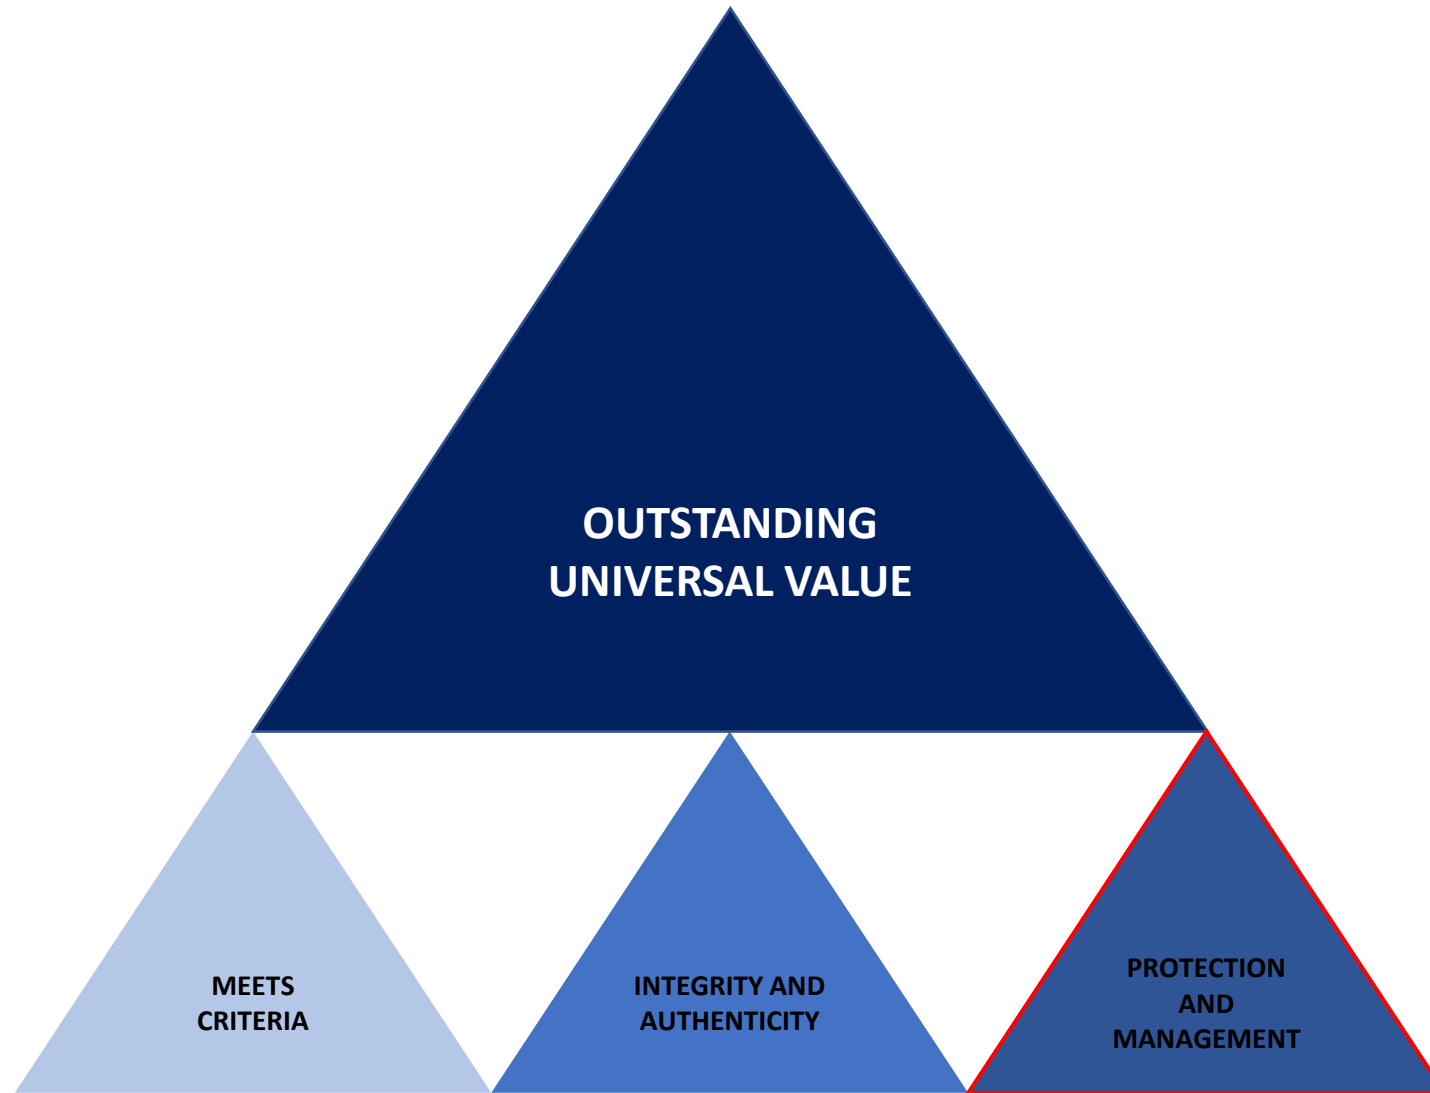 OUTSTANDING
UNIVERSAL VALUE
MEETS
CRITERIA
INTEGRITY AND
AUTHENTICITY
PROTECTION
AND
MANAGEMENT